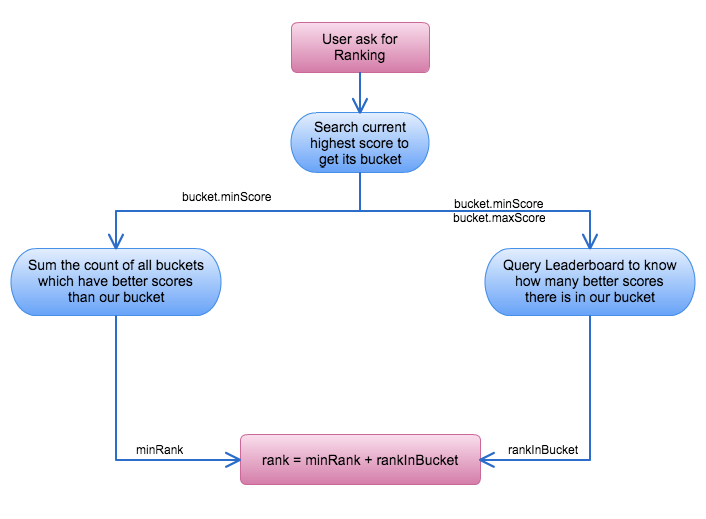 User ask for
Ranking
Search current
highest score to
get its bucket
bucket.minScore
bucket.minScore
bucket.maxScore
Sum the count of all buckets
which have better scores
than our bucket
Query Leaderboard to know
how many better scores
there is in our bucket
minRank
rankInBucket
rank = minRank + rankInBucket